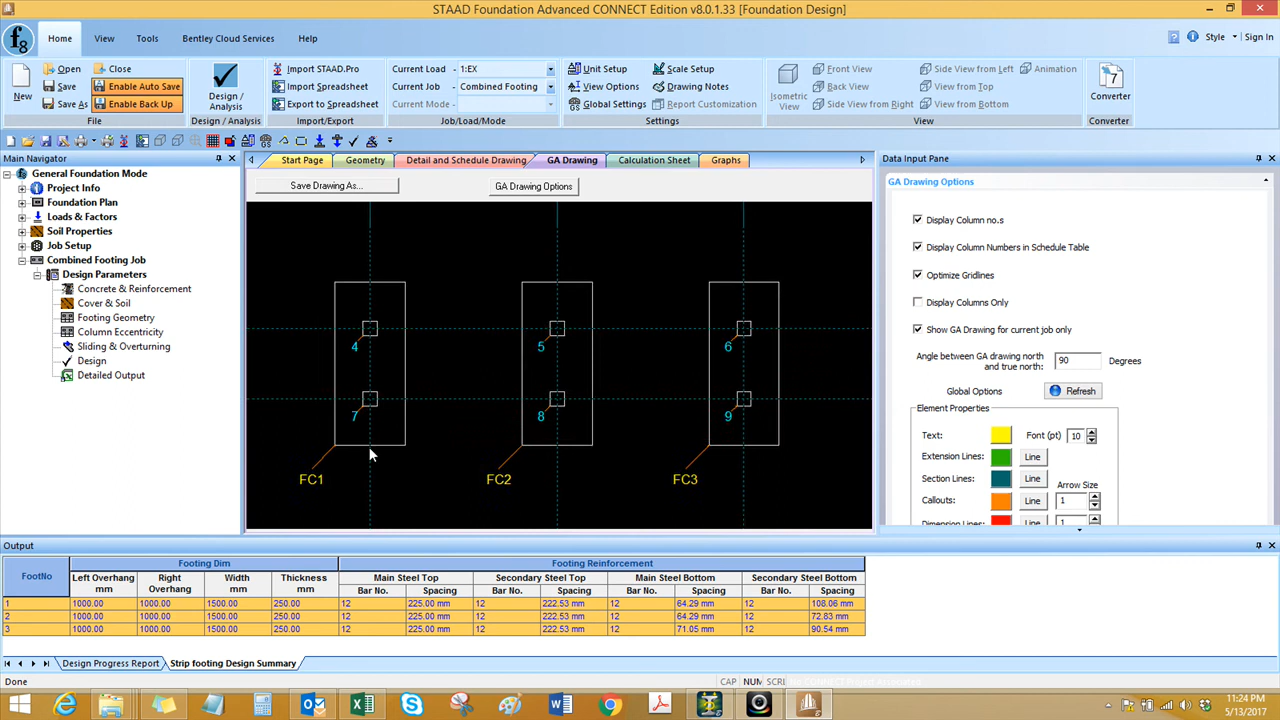 STAAD Foundation Advanced CONNECT Edition v8.0.1.33 [Foundation Design]
Home View Tools Bentley Cloud Services Help Style Sign In
New Open Close Save Enable Auto Save Save As Enable Back Up File
Design / Analysis Design / Analysis
Import STAAD.Pro Import Spreadsheet Export to Spreadsheet Import/Export
Current Load 1:EX
Current Job Combined Footing
Current Mode
Job/Load/Mode
Unit Setup Scale Setup
View Options Drawing Notes
Global Settings Report Customization
Settings
Isometric View Front View Side View from Left Animation
Back View View from Top
Side View from Right View from Bottom
View
7 Converter Converter
Main Navigator
General Foundation Mode
Project Info
Foundation Plan
Loads & Factors
Soil Properties
Job Setup
Combined Footing Job
Design Parameters
Concrete & Reinforcement
Cover & Soil
Footing Geometry
Column Eccentricity
Sliding & Overturning
Design
Detailed Output
Start Page Geometry Detail and Schedule Drawing GA Drawing Calculation Sheet Graphs
Save Drawing As... GA Drawing Options
4 5 6
7 8 9
FC1 FC2 FC3
Data Input Pane
GA Drawing Options
Display Column no.s
Display Column Numbers in Schedule Table
Optimize Gridlines
Display Columns Only
Show GA Drawing for current job only
Angle between GA drawing north and true north: 90 Degrees
Global Options Refresh
Element Properties
Text: Font (pt) 10
Extension Lines: Line
Section Lines: Line Arrow Size
Callouts: Line 1
Output
FootNo Footing Dim Footing Reinforcement
Left Overhang mm Right Overhang Width mm Thickness mm Main Steel Top Secondary Steel Top Main Steel Bottom Secondary Steel Bottom
Bar No. Spacing Bar No. Spacing Bar No. Spacing Bar No. Spacing
1 1000.00 1000.00 1500.00 250.00 12 225.00 mm 12 222.53 mm 12 64.29 mm 12 108.06 mm
2 1000.00 1000.00 1500.00 250.00 12 225.00 mm 12 222.53 mm 12 64.29 mm 12 72.83 mm
3 1000.00 1000.00 1500.00 250.00 12 225.00 mm 12 222.53 mm 12 71.05 mm 12 90.54 mm
Design Progress Report Strip footing Design Summary
Done CAP NUM SCRL
11:24 PM
5/13/2017